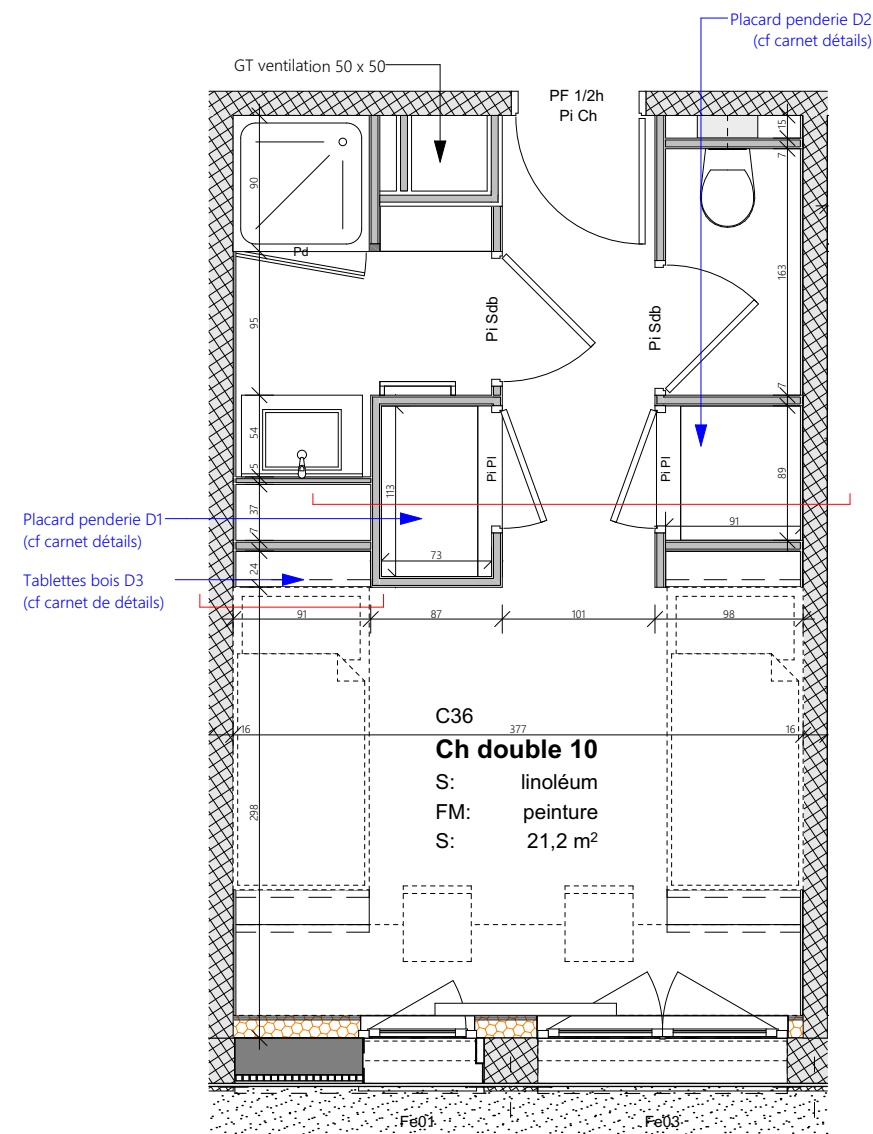 Placard penderie D2
(cf carnet détails)
GT ventilation 50 x 50
PF 1/2h
Pi Ch
15
7
90
Pd
163
95
Pi Sdb
Pi Sdb
7
54
5
Pi Pl
Pi Pl
113
89
37
91
Placard penderie D1
(cf carnet détails)
7
73
24
Tablettes bois D3
(cf carnet de détails)
91
87
101
98
C36
16
377
16
Ch double 10
S: linoléum
FM: peinture
S: 21,2 m²
298
Fe01
Fe03